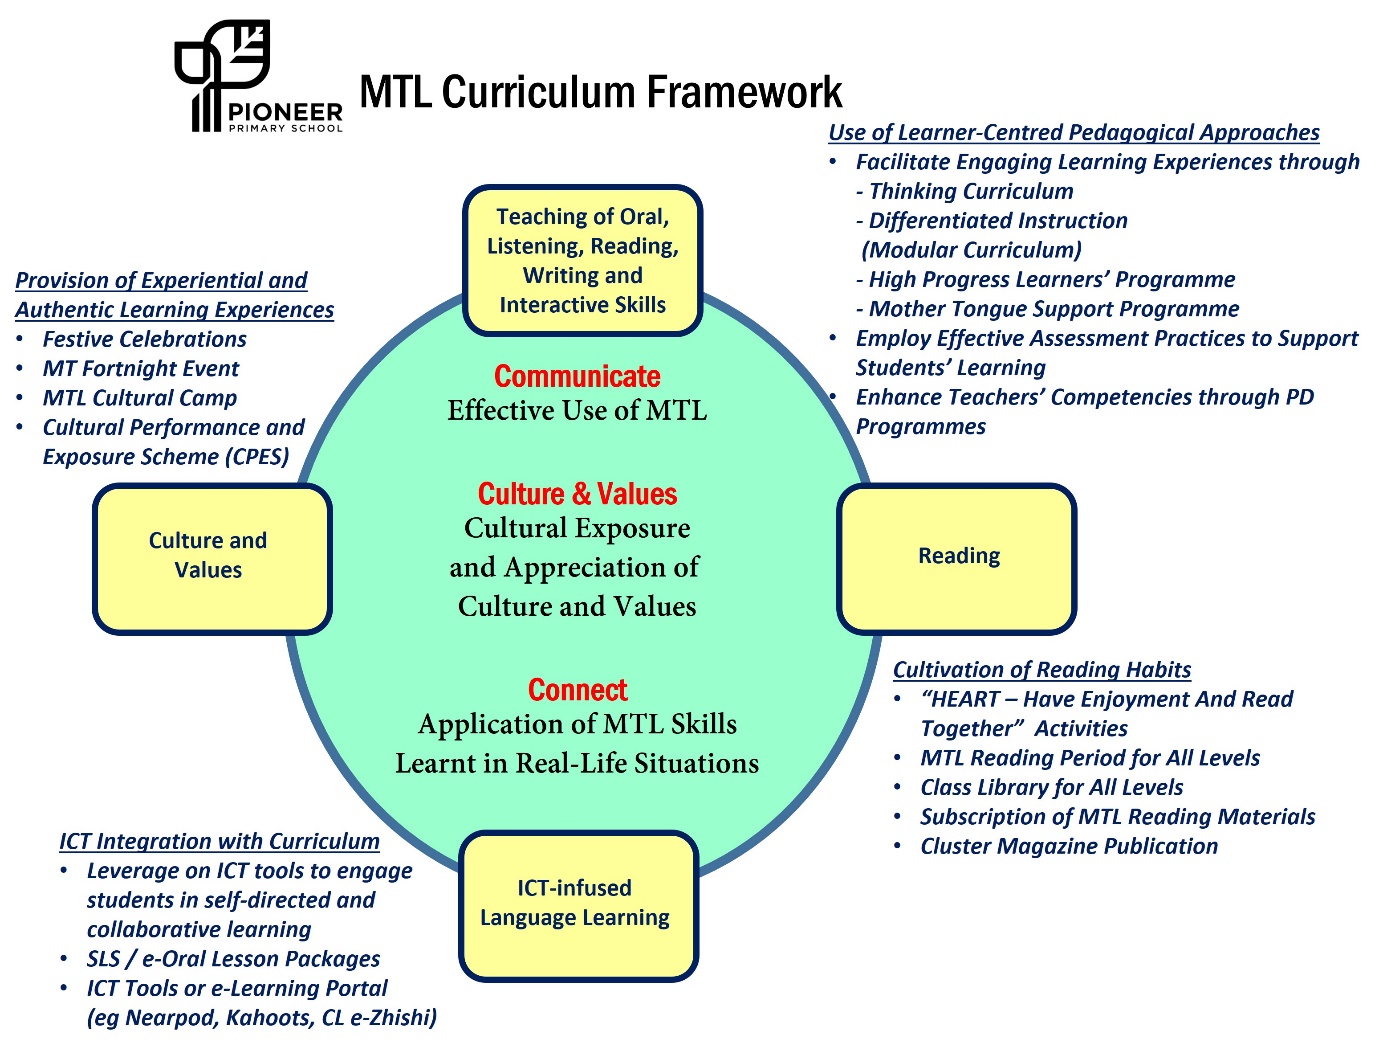 PIONEER
PRIMARY SCHOOL
MTL Curriculum Framework
Use of Learner-Centred Pedagogical Approaches
• Facilitate Engaging Learning Experiences through
- Thinking Curriculum
- Differentiated Instruction
(Modular Curriculum)
- High Progress Learners’ Programme
- Mother Tongue Support Programme
• Employ Effective Assessment Practices to Support
Students’ Learning
• Enhance Teachers’ Competencies through PD
Programmes
Teaching of Oral,
Listening, Reading,
Writing and
Interactive Skills
Provision of Experiential and
Authentic Learning Experiences
• Festive Celebrations
• MT Fortnight Event
• MTL Cultural Camp
• Cultural Performance and
Exposure Scheme (CPES)
Communicate
Effective Use of MTL
Culture & Values
Cultural Exposure
and Appreciation of
Culture and Values
Connect
Application of MTL Skills
Learnt in Real-Life Situations
Culture and
Values
Reading
Cultivation of Reading Habits
• “HEART – Have Enjoyment And Read
Together” Activities
• MTL Reading Period for All Levels
• Class Library for All Levels
• Subscription of MTL Reading Materials
• Cluster Magazine Publication
ICT Integration with Curriculum
• Leverage on ICT tools to engage
students in self-directed and
collaborative learning
• SLS / e-Oral Lesson Packages
• ICT Tools or e-Learning Portal
(eg Nearpod, Kahoots, CL e-Zhishi)
ICT-infused
Language Learning